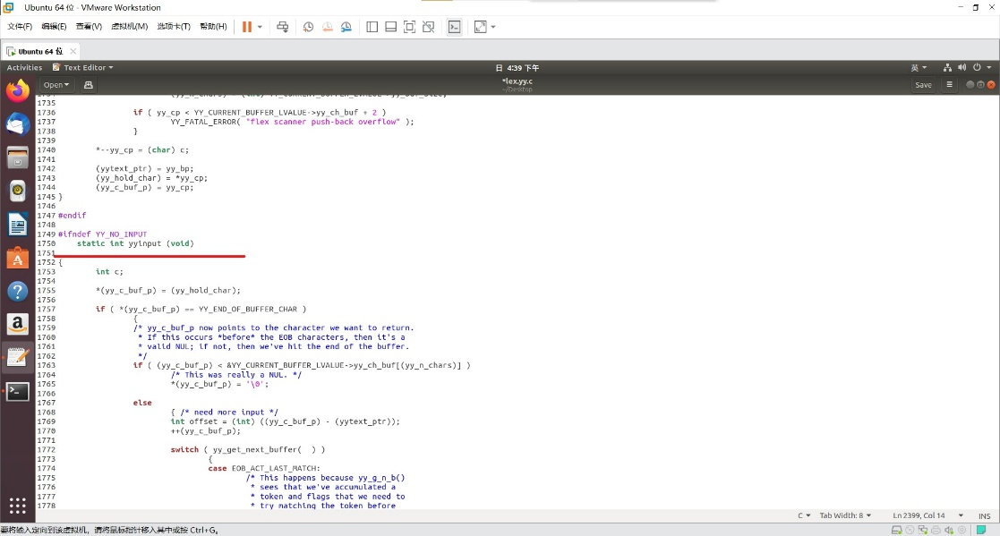 Ubuntu 64 位 - VMware Workstation
文件(F) 编辑(E) 查看(V) 虚拟机(M) 选项卡(T) 帮助(H)
Ubuntu 64 位
Activities Text Editor 日 4:39 下午 英
Open *lex.yy.c Save
~/Desktop
1735
1736 if ( yy_cp < YY_CURRENT_BUFFER_LVALUE->yy_ch_buf + 2 )
1737 YY_FATAL_ERROR( "flex scanner push-back overflow" );
1738 }
1739
1740 *--yy_cp = (char) c;
1741
1742 (yytext_ptr) = yy_bp;
1743 (yy_hold_char) = *yy_cp;
1744 (yy_c_buf_p) = yy_cp;
1745 }
1746
1747 #endif
1748
1749 #ifndef YY_NO_INPUT
1750 static int yyinput (void)
1751
1752 {
1753 int c;
1754
1755 *(yy_c_buf_p) = (yy_hold_char);
1756
1757 if ( *(yy_c_buf_p) == YY_END_OF_BUFFER_CHAR )
1758 {
1759 /* yy_c_buf_p now points to the character we want to return.
1760 * If this occurs *before* the EOB characters, then it's a
1761 * valid NUL; if not, then we've hit the end of the buffer.
1762 */
1763 if ( (yy_c_buf_p) < &YY_CURRENT_BUFFER_LVALUE->yy_ch_buf[(yy_n_chars)] )
1764 /* This was really a NUL. */
1765 *(yy_c_buf_p) = '\0';
1766
1767 else
1768 { /* need more input */
1769 int offset = (int) ((yy_c_buf_p) - (yytext_ptr));
1770 ++(yy_c_buf_p);
1771
1772 switch ( yy_get_next_buffer( ) )
1773 {
1774 case EOB_ACT_LAST_MATCH:
1775 /* This happens because yy_g_n_b()
1776 * sees that we've accumulated a
1777 * token and flags that we need to
1778 * try matching the token before
C Tab Width: 8 Ln 2399, Col 14 INS
要将输入定向到该虚拟机，请将鼠标指针移入其中或按 Ctrl+G。